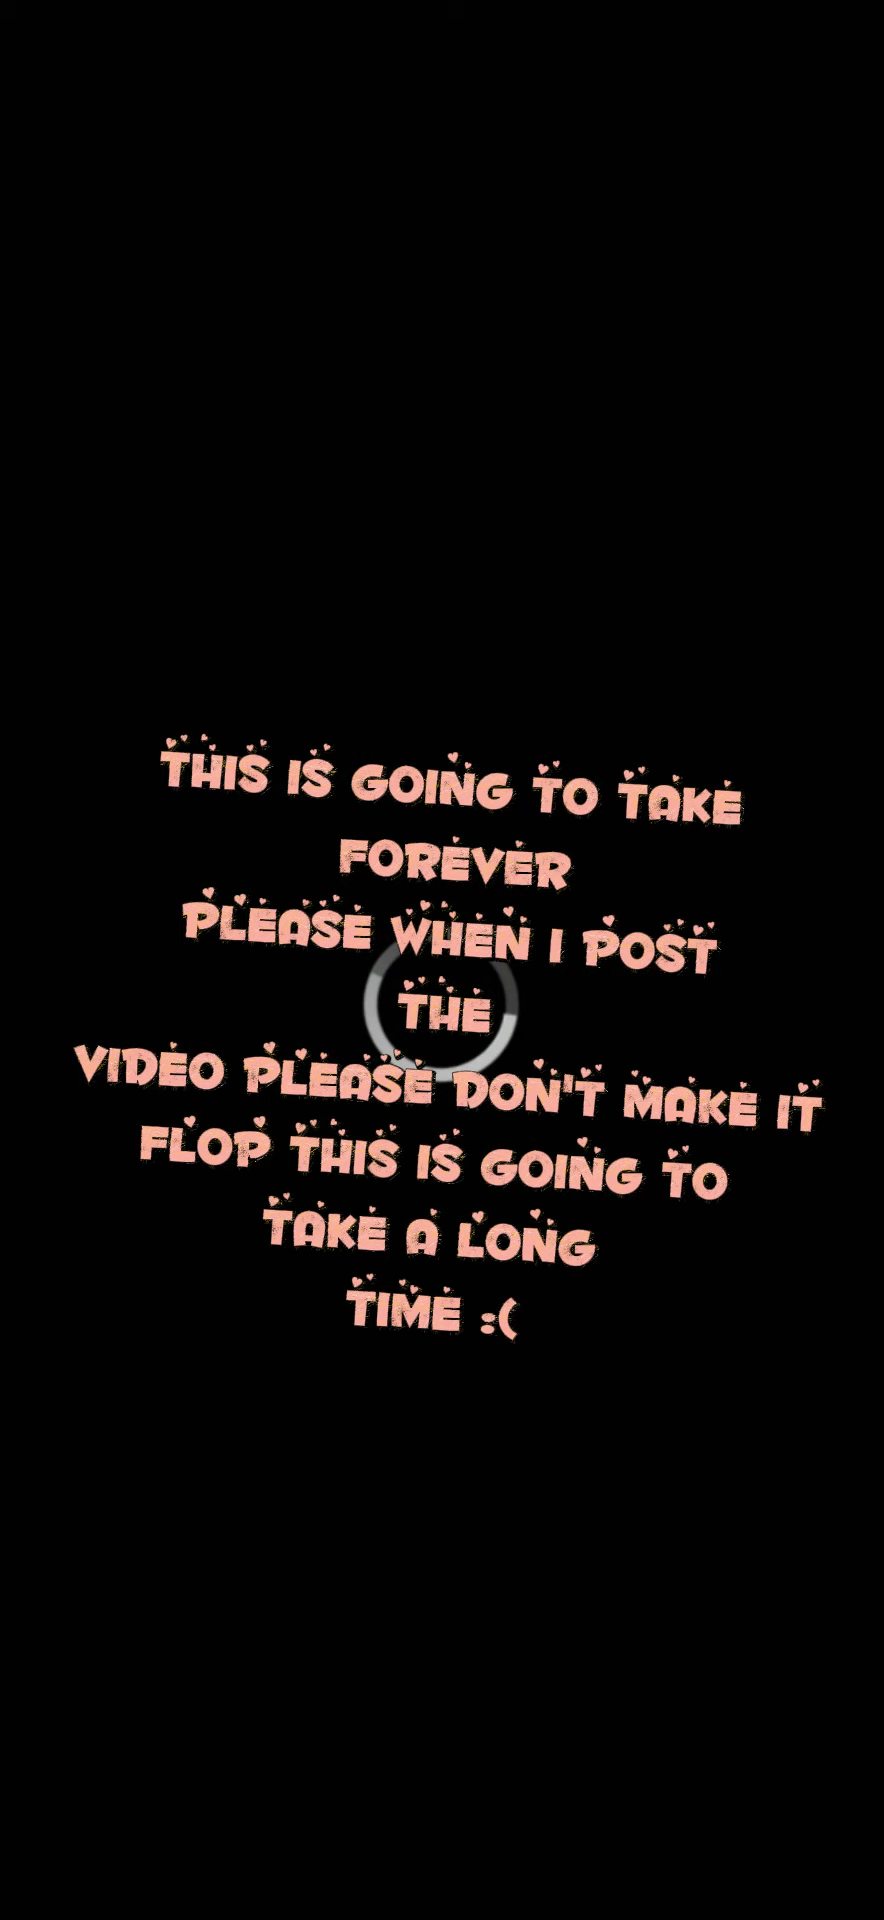 THIS IS GOING TO TAKE
FOREVER
PLEASE WHEN I POST
THE
VIDEO PLEASE DON'T MAKE IT
FLOP THIS IS GOING TO
TAKE A LONG
TIME :(